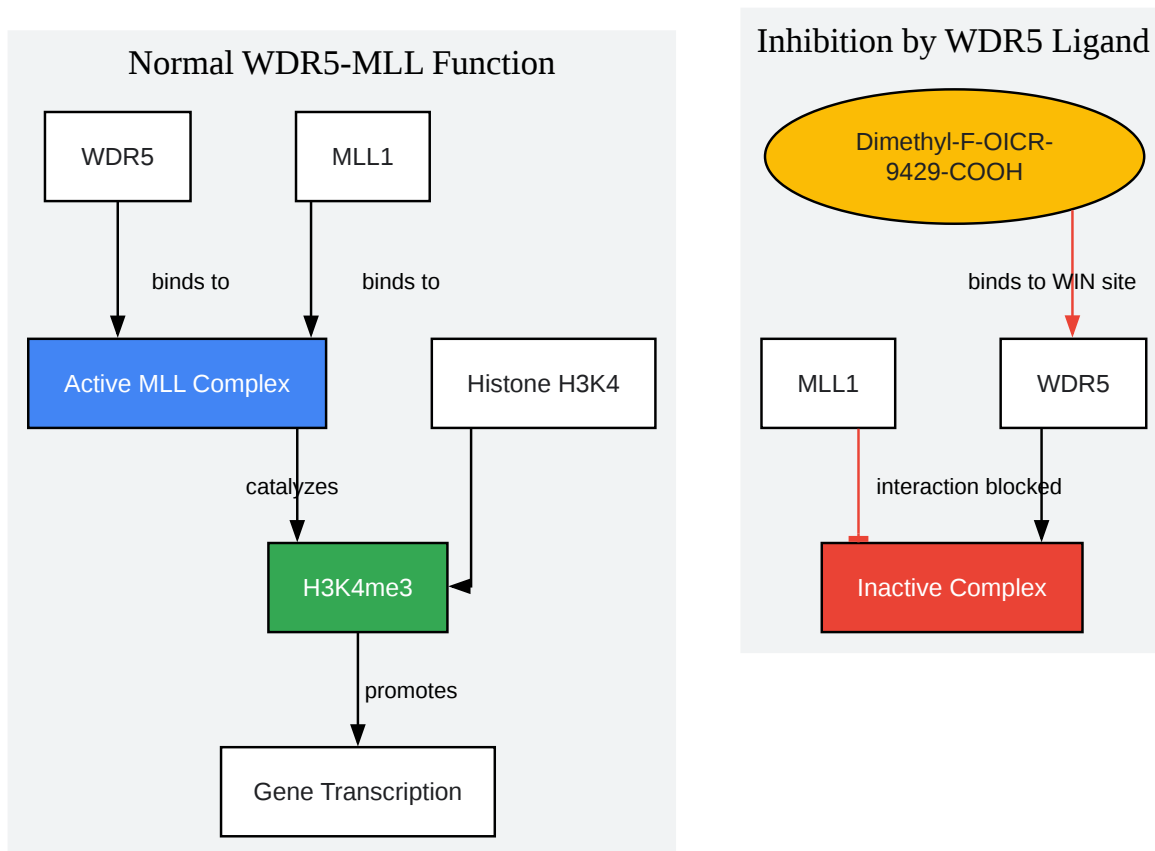 Normal WDR5-MLL Function
WDR5
MLL1
binds to
binds to
Active MLL Complex
Histone H3K4
catalyzes
H3K4me3
promotes
Gene Transcription
Inhibition by WDR5 Ligand
Dimethyl-F-OICR-
9429-COOH
binds to WIN site
MLL1
WDR5
interaction blocked
Inactive Complex